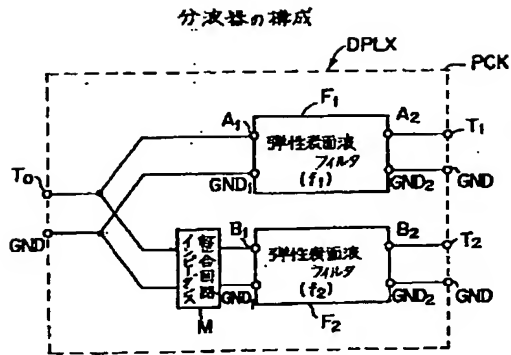 分波器の構成
DPLX
PCK
F1
A1
A2
T1
弾性表面波
フィルタ
(f1)
T0
GND1
GND2
GND
GND
インピーダンス
整合回路
B1
B2
T2
弾性表面波
フィルタ
(f2)
GND
GND2
GND
M
F2